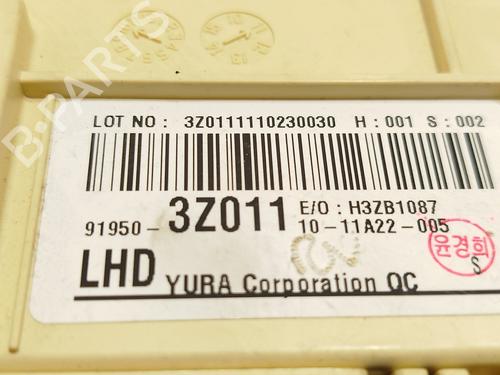 B-PARTS
LOT NO: 3Z0111110230030 H:001 S:002
91950-3Z011
E/O: H3ZB1087
10-11A22-005
LHD YURA Corporation QC
윤경희
S